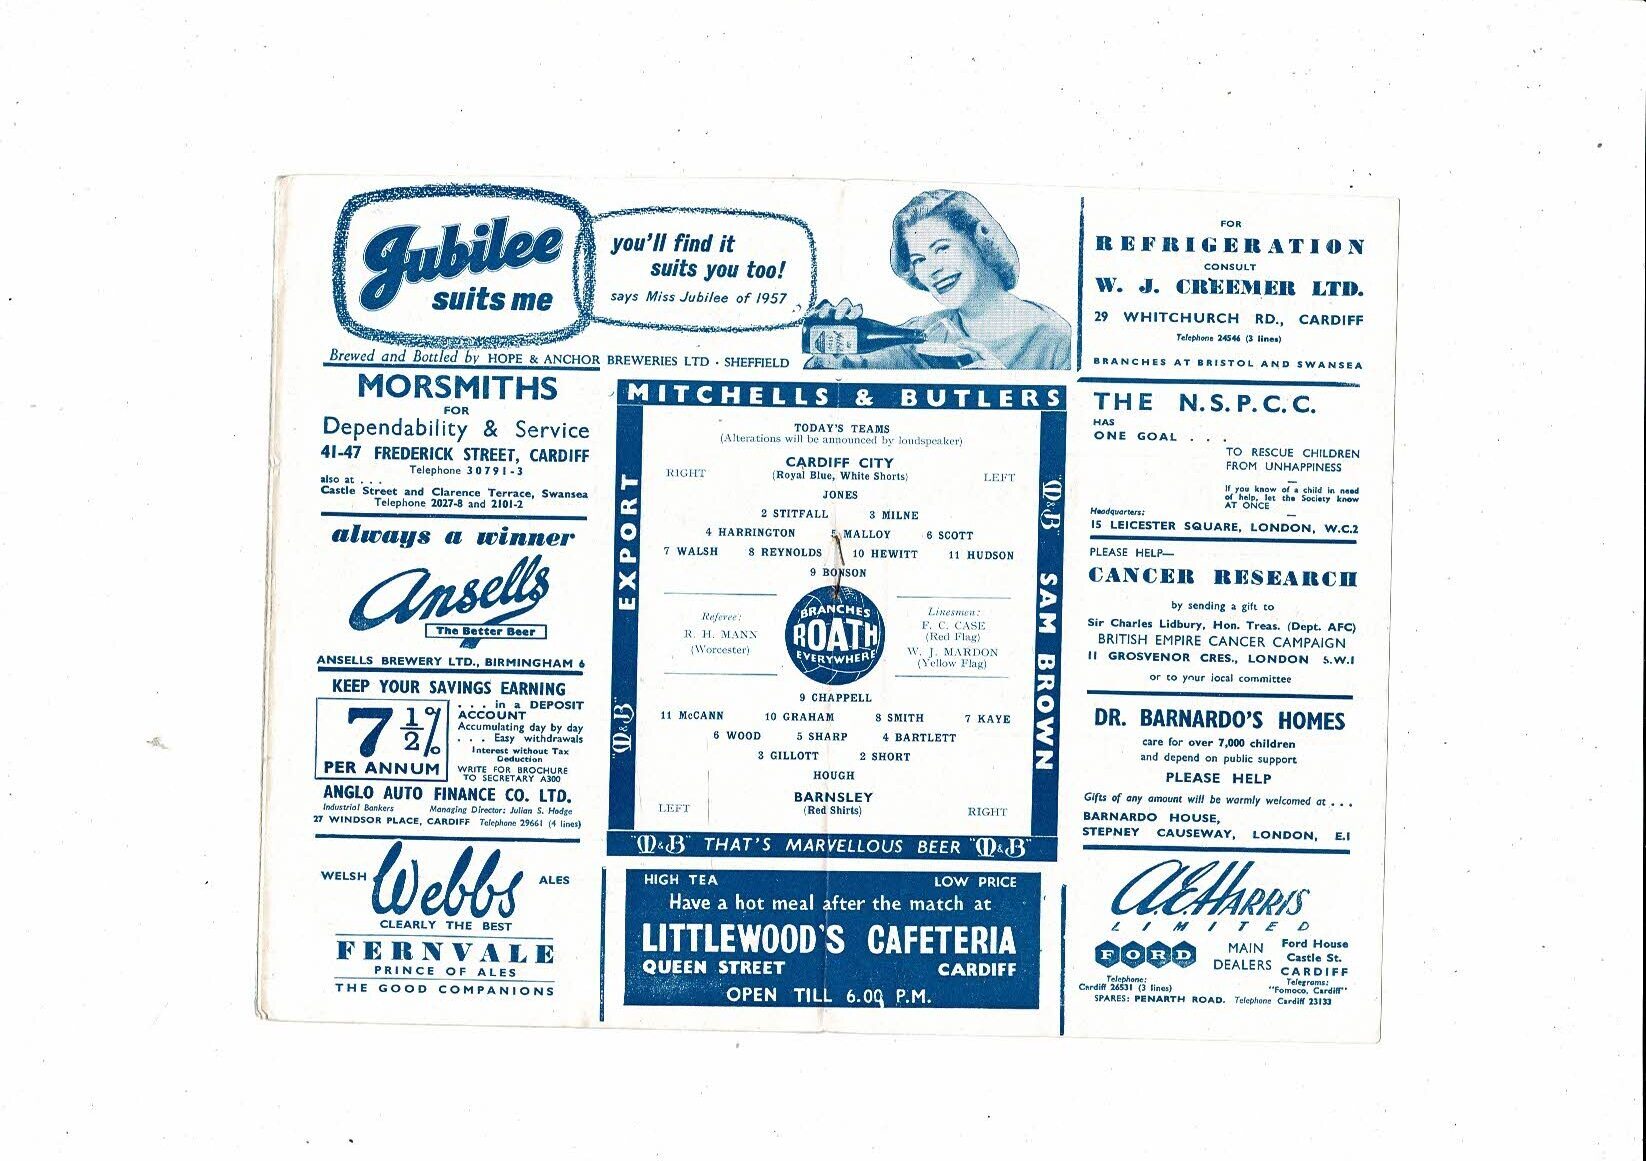 Jubilee
suits me
you'll find it
suits you too!
says Miss Jubilee of 1957
Brewed and Bottled by HOPE & ANCHOR BREWERIES LTD · SHEFFIELD
MORSMITHS
FOR
Dependability & Service
41-47 FREDERICK STREET, CARDIFF
Telephone 30791-3
also at . . .
Castle Street and Clarence Terrace, Swansea
Telephone 2027-8 and 2101-2
always a winner
Ansells
The Better Beer
ANSELLS BREWERY LTD., BIRMINGHAM 6
KEEP YOUR SAVINGS EARNING
7½%
PER ANNUM
. . . in a DEPOSIT
ACCOUNT
Accumulating day by day
. . . Easy withdrawals
Interest without Tax
Deduction
WRITE FOR BROCHURE
TO SECRETARY A300
ANGLO AUTO FINANCE CO. LTD.
Industrial Bankers Managing Director: Julian S. Hodge
27 WINDSOR PLACE, CARDIFF Telephone 29661 (4 lines)
WELSH Webbs ALES
CLEARLY THE BEST
FERNVALE
PRINCE OF ALES
THE GOOD COMPANIONS
MITCHELLS & BUTLERS
"M&B" EXPORT
"M&B" SAM BROWN
TODAY'S TEAMS
(Alterations will be announced by loudspeaker)
CARDIFF CITY
RIGHT (Royal Blue, White Shorts) LEFT
JONES
2 STITFALL 3 MILNE
4 HARRINGTON 5 MALLOY 6 SCOTT
7 WALSH 8 REYNOLDS 10 HEWITT 11 HUDSON
9 BONSON
Referee:
R. H. MANN
(Worcester)
BRANCHES
ROATH
EVERYWHERE
Linesmen:
F. C. CASE
(Red Flag)
W. J. MARDON
(Yellow Flag)
9 CHAPPELL
11 McCANN 10 GRAHAM 8 SMITH 7 KAYE
6 WOOD 5 SHARP 4 BARTLETT
3 GILLOTT 2 SHORT
HOUGH
BARNSLEY
LEFT (Red Shirts) RIGHT
"M&B" THAT'S MARVELLOUS BEER "M&B"
HIGH TEA LOW PRICE
Have a hot meal after the match at
LITTLEWOOD'S CAFETERIA
QUEEN STREET CARDIFF
OPEN TILL 6.00 P.M.
FOR
REFRIGERATION
CONSULT
W. J. CREEMER LTD.
29 WHITCHURCH RD., CARDIFF
Telephone 24546 (3 lines)
BRANCHES AT BRISTOL AND SWANSEA
THE N.S.P.C.C.
HAS
ONE GOAL . . .
TO RESCUE CHILDREN
FROM UNHAPPINESS
—
If you know of a child in need
of help, let the Society know
AT ONCE
—
Headquarters:
15 LEICESTER SQUARE, LONDON, W.C.2
PLEASE HELP—
CANCER RESEARCH
by sending a gift to
Sir Charles Lidbury, Hon. Treas. (Dept. AFC)
BRITISH EMPIRE CANCER CAMPAIGN
11 GROSVENOR CRES., LONDON S.W.1
or to your local committee
DR. BARNARDO'S HOMES
care for over 7,000 children
and depend on public support
PLEASE HELP
Gifts of any amount will be warmly welcomed at . . .
BARNARDO HOUSE,
STEPNEY CAUSEWAY, LONDON, E.1
A.E. HARRIS
LIMITED
FORD
MAIN
DEALERS
Ford House
Castle St.
CARDIFF
Telegrams:
"Fomoco, Cardiff"
Telephone:
Cardiff 26531 (3 lines)
SPARES: PENARTH ROAD. Telephone Cardiff 23133